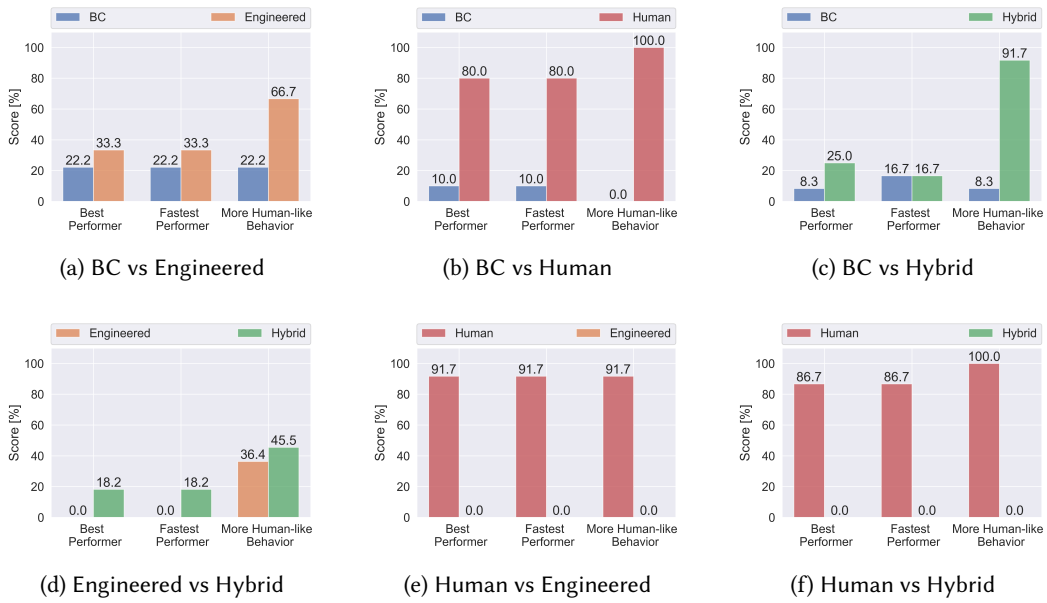 BC Engineered
100
80
60
40
20
0
Score [%]
22.2 33.3 22.2 33.3 22.2 66.7
Best Performer
Fastest Performer
More Human-like Behavior
(a) BC vs Engineered
BC Human
100
80
60
40
20
0
Score [%]
10.0 80.0 10.0 80.0 0.0 100.0
Best Performer
Fastest Performer
More Human-like Behavior
(b) BC vs Human
BC Hybrid
100
80
60
40
20
0
Score [%]
8.3 25.0 16.7 16.7 8.3 91.7
Best Performer
Fastest Performer
More Human-like Behavior
(c) BC vs Hybrid
Engineered Hybrid
100
80
60
40
20
0
Score [%]
0.0 18.2 0.0 18.2 36.4 45.5
Best Performer
Fastest Performer
More Human-like Behavior
(d) Engineered vs Hybrid
Human Engineered
100
80
60
40
20
0
Score [%]
91.7 0.0 91.7 0.0 91.7 0.0
Best Performer
Fastest Performer
More Human-like Behavior
(e) Human vs Engineered
Human Hybrid
100
80
60
40
20
0
Score [%]
86.7 0.0 86.7 0.0 100.0 0.0
Best Performer
Fastest Performer
More Human-like Behavior
(f) Human vs Hybrid